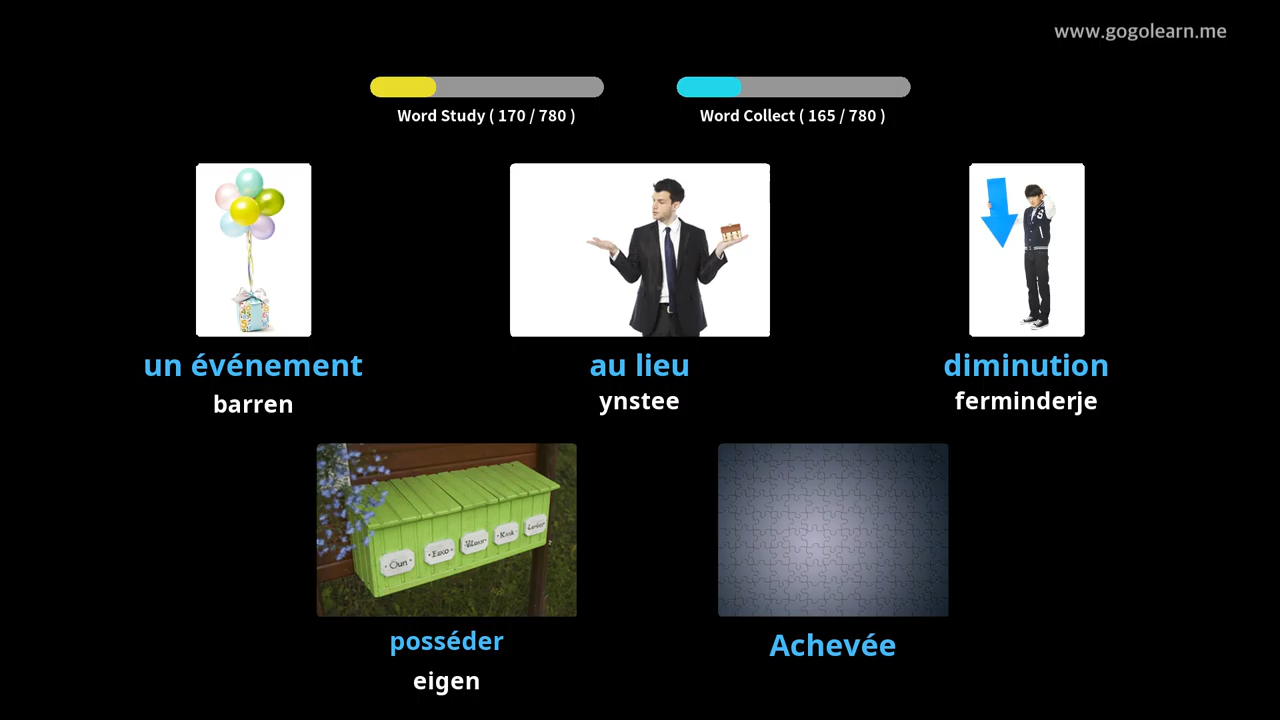 www.gogolearn.me
Word Study ( 170 / 780 )
Word Collect ( 165 / 780 )
un événement
barren
au lieu
ynstee
diminution
ferminderje
posséder
eigen
Achevée